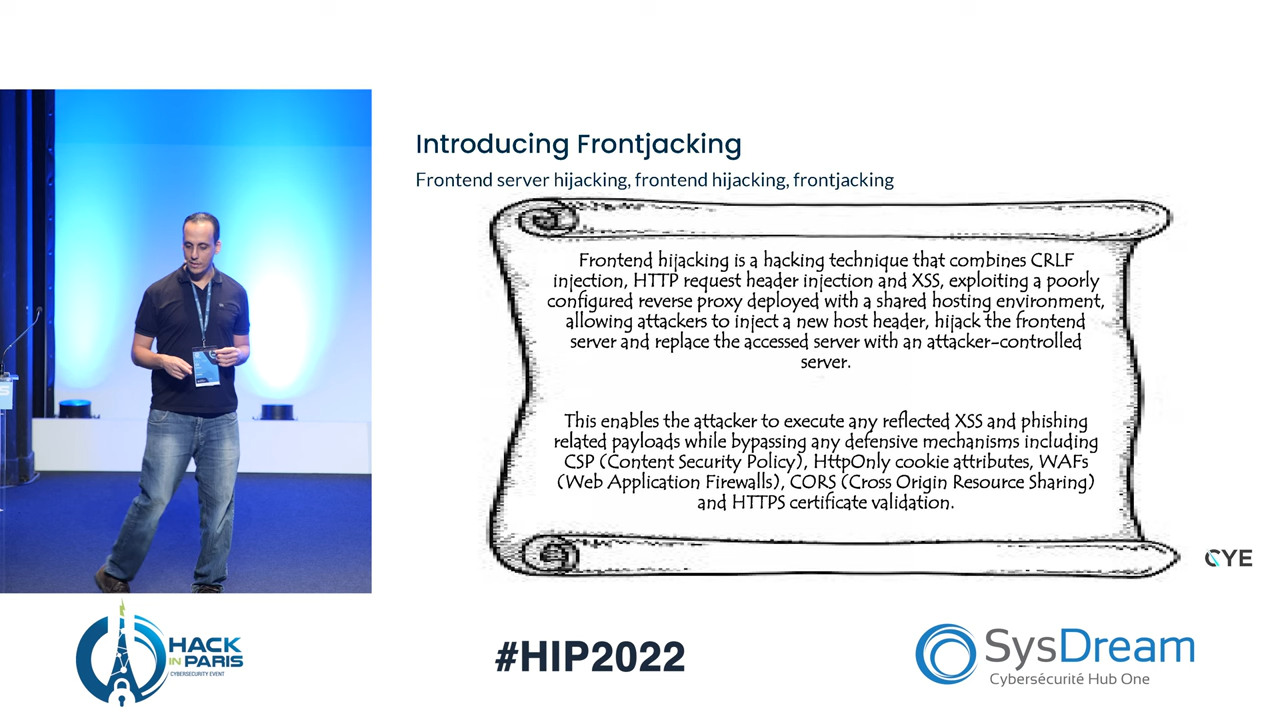 Introducing Frontjacking
Frontend server hijacking, frontend hijacking, frontjacking
Frontend hijacking is a hacking technique that combines CRLF
injection, HTTP request header injection and XSS, exploiting a poorly
configured reverse proxy deployed with a shared hosting environment,
allowing attackers to inject a new host header, hijack the frontend
server and replace the accessed server with an attacker-controlled
server.
This enables the attacker to execute any reflected XSS and phishing
related payloads while bypassing any defensive mechanisms including
CSP (Content Security Policy), HttpOnly cookie attributes, WAFs
(Web Application Firewalls), CORS (Cross Origin Resource Sharing)
and HTTPS certificate validation.
CYE
HACK
IN PARIS
CYBERSECURITY EVENT
#HIP2022
SysDream
Cybersécurité Hub One